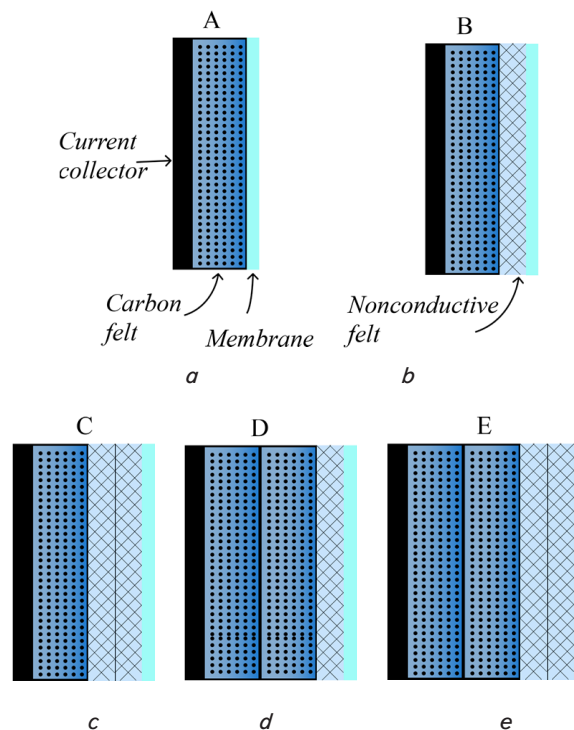 A
B
Current
collector
Carbon
felt
Membrane
Nonconductive
felt
a
b
C
D
E
c
d
e